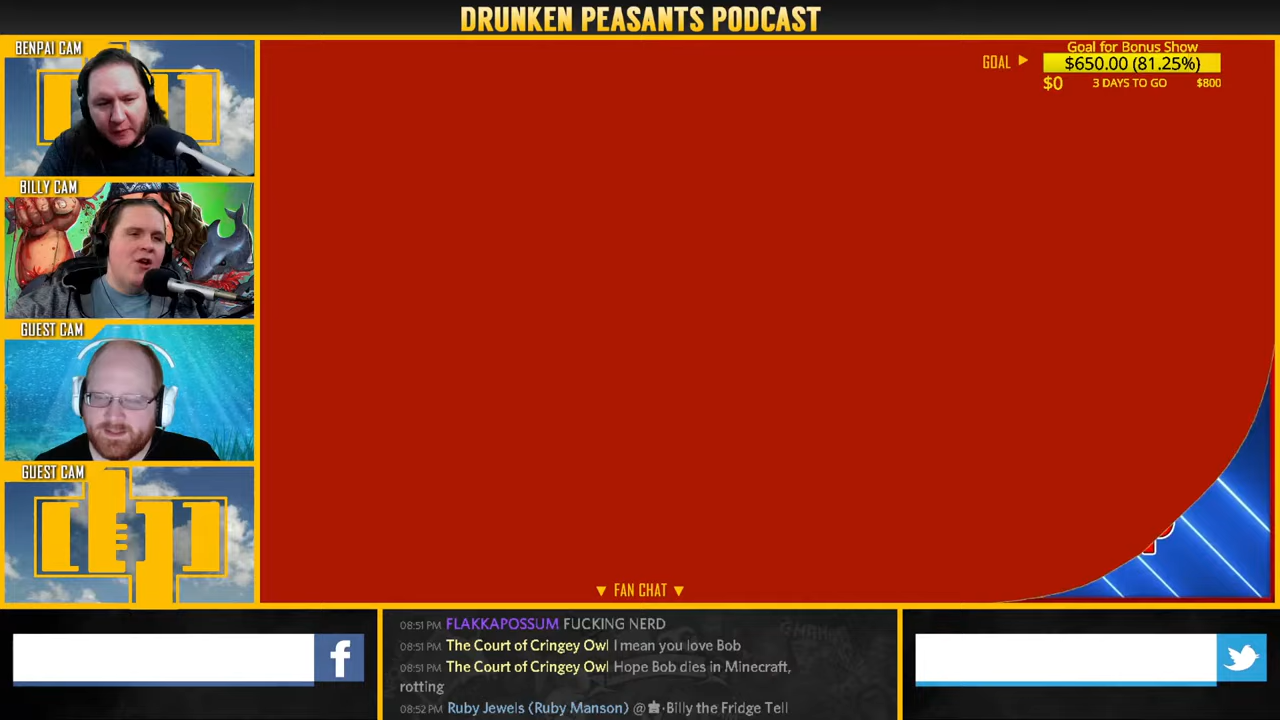 DRUNKEN PEASANTS PODCAST
BENPAI CAM
BILLY CAM
GUEST CAM
GUEST CAM
Goal for Bonus Show
GOAL ▶ $650.00 (81.25%)
$0 3 DAYS TO GO $800
▼ FAN CHAT ▼
08:51 PM FLAKKAPOSSUM FUCKING NERD
08:51 PM The Court of Cringey Owl I mean you love Bob
08:51 PM The Court of Cringey Owl Hope Bob dies in Minecraft,
rotting
08:52 PM Ruby Jewels (Ruby Manson) @ Billy the Fridge Tell